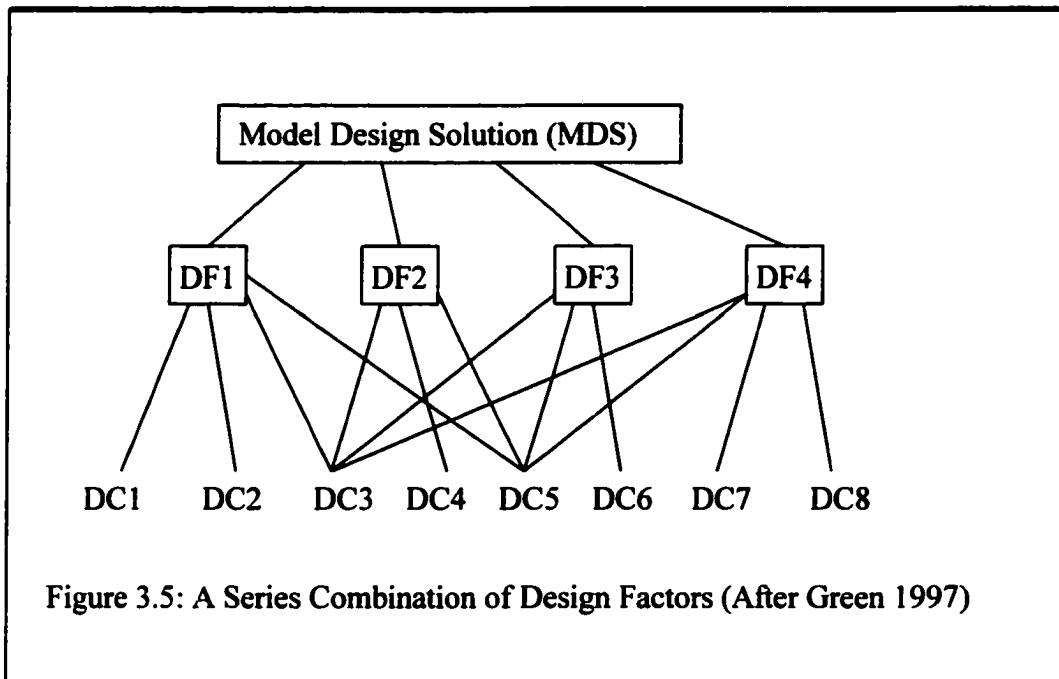 Model Design Solution (MDS)
DF1 DF2 DF3 DF4
DC1 DC2 DC3 DC4 DC5 DC6 DC7 DC8
Figure 3.5: A Series Combination of Design Factors (After Green 1997)